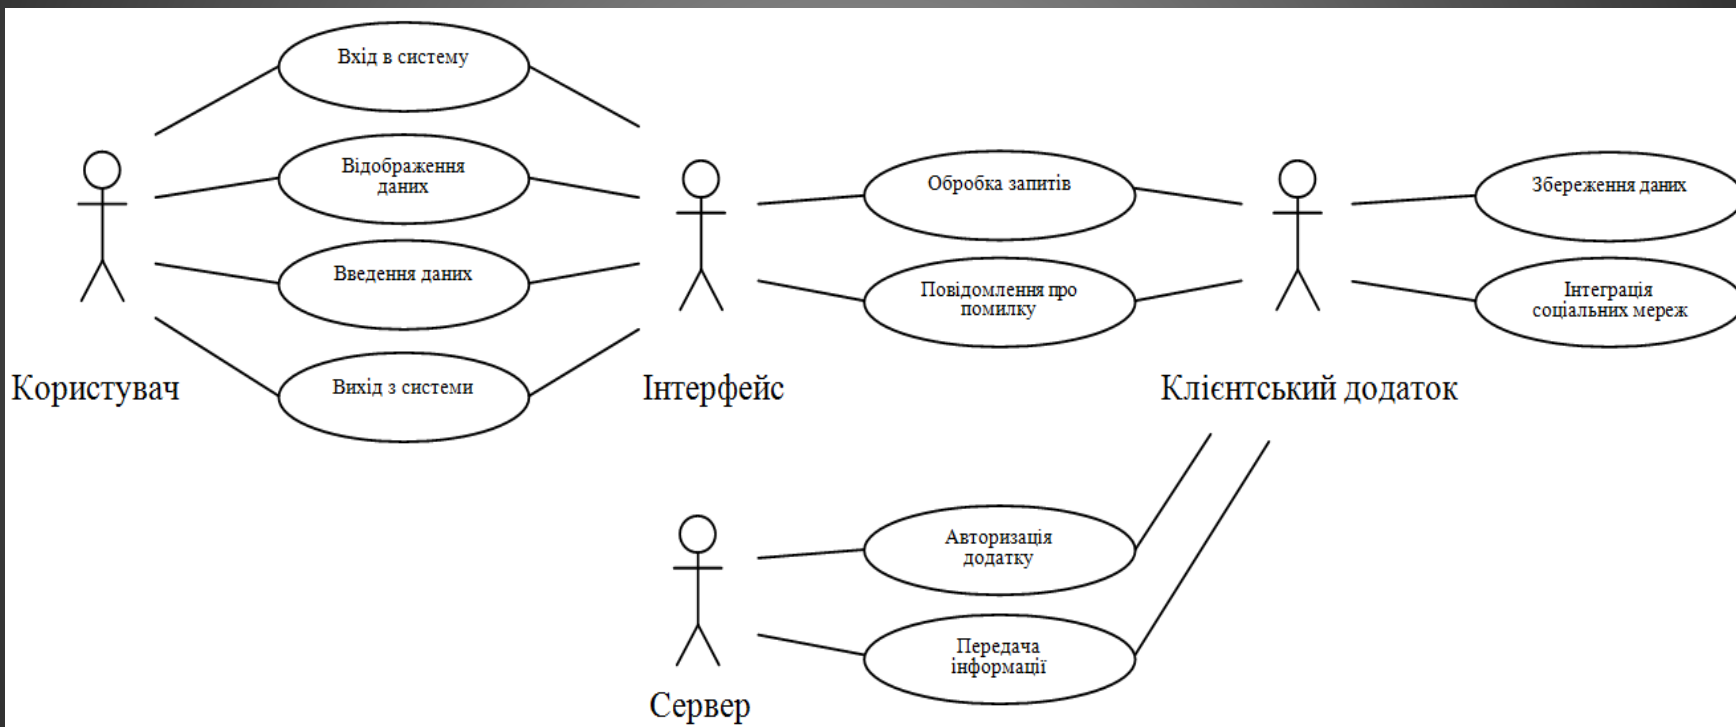 Вхід в систему
Відображення
даних
Введення даних
Вихід з системи
Користувач
Інтерфейс
Обробка запитів
Повідомлення про
помилку
Клієнтський додаток
Збереження даних
Інтеграція
соціальних мереж
Авторизація
додатку
Передача
інформації
Сервер